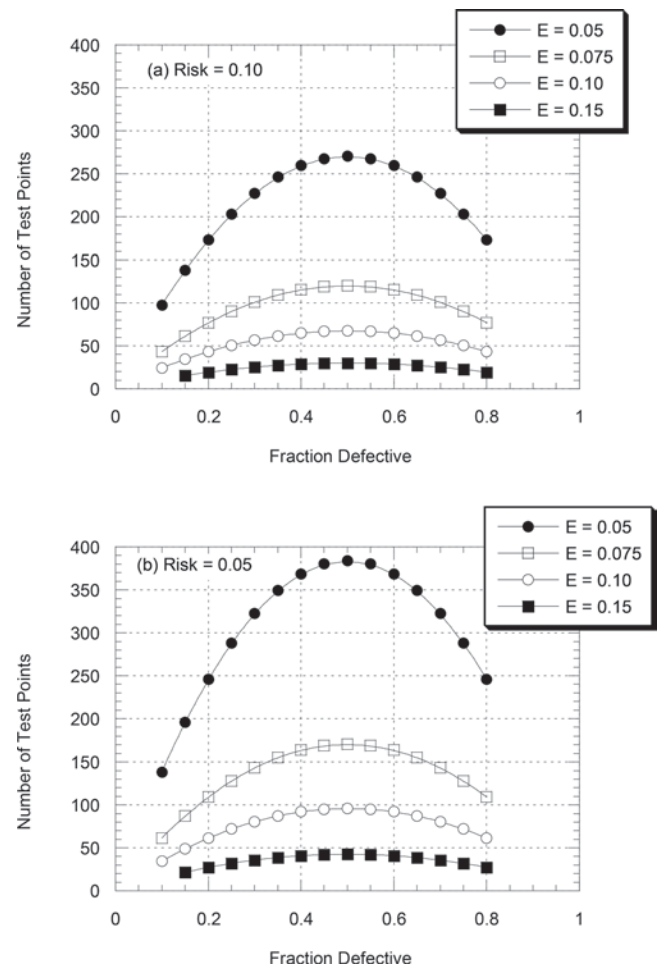 E = 0.05
E = 0.075
E = 0.10
E = 0.15
(a) Risk = 0.10
400
350
300
250
200
150
100
50
0
Number of Test Points
0 0.2 0.4 0.6 0.8 1
Fraction Defective
E = 0.05
E = 0.075
E = 0.10
E = 0.15
(b) Risk = 0.05
400
350
300
250
200
150
100
50
0
Number of Test Points
0 0.2 0.4 0.6 0.8 1
Fraction Defective